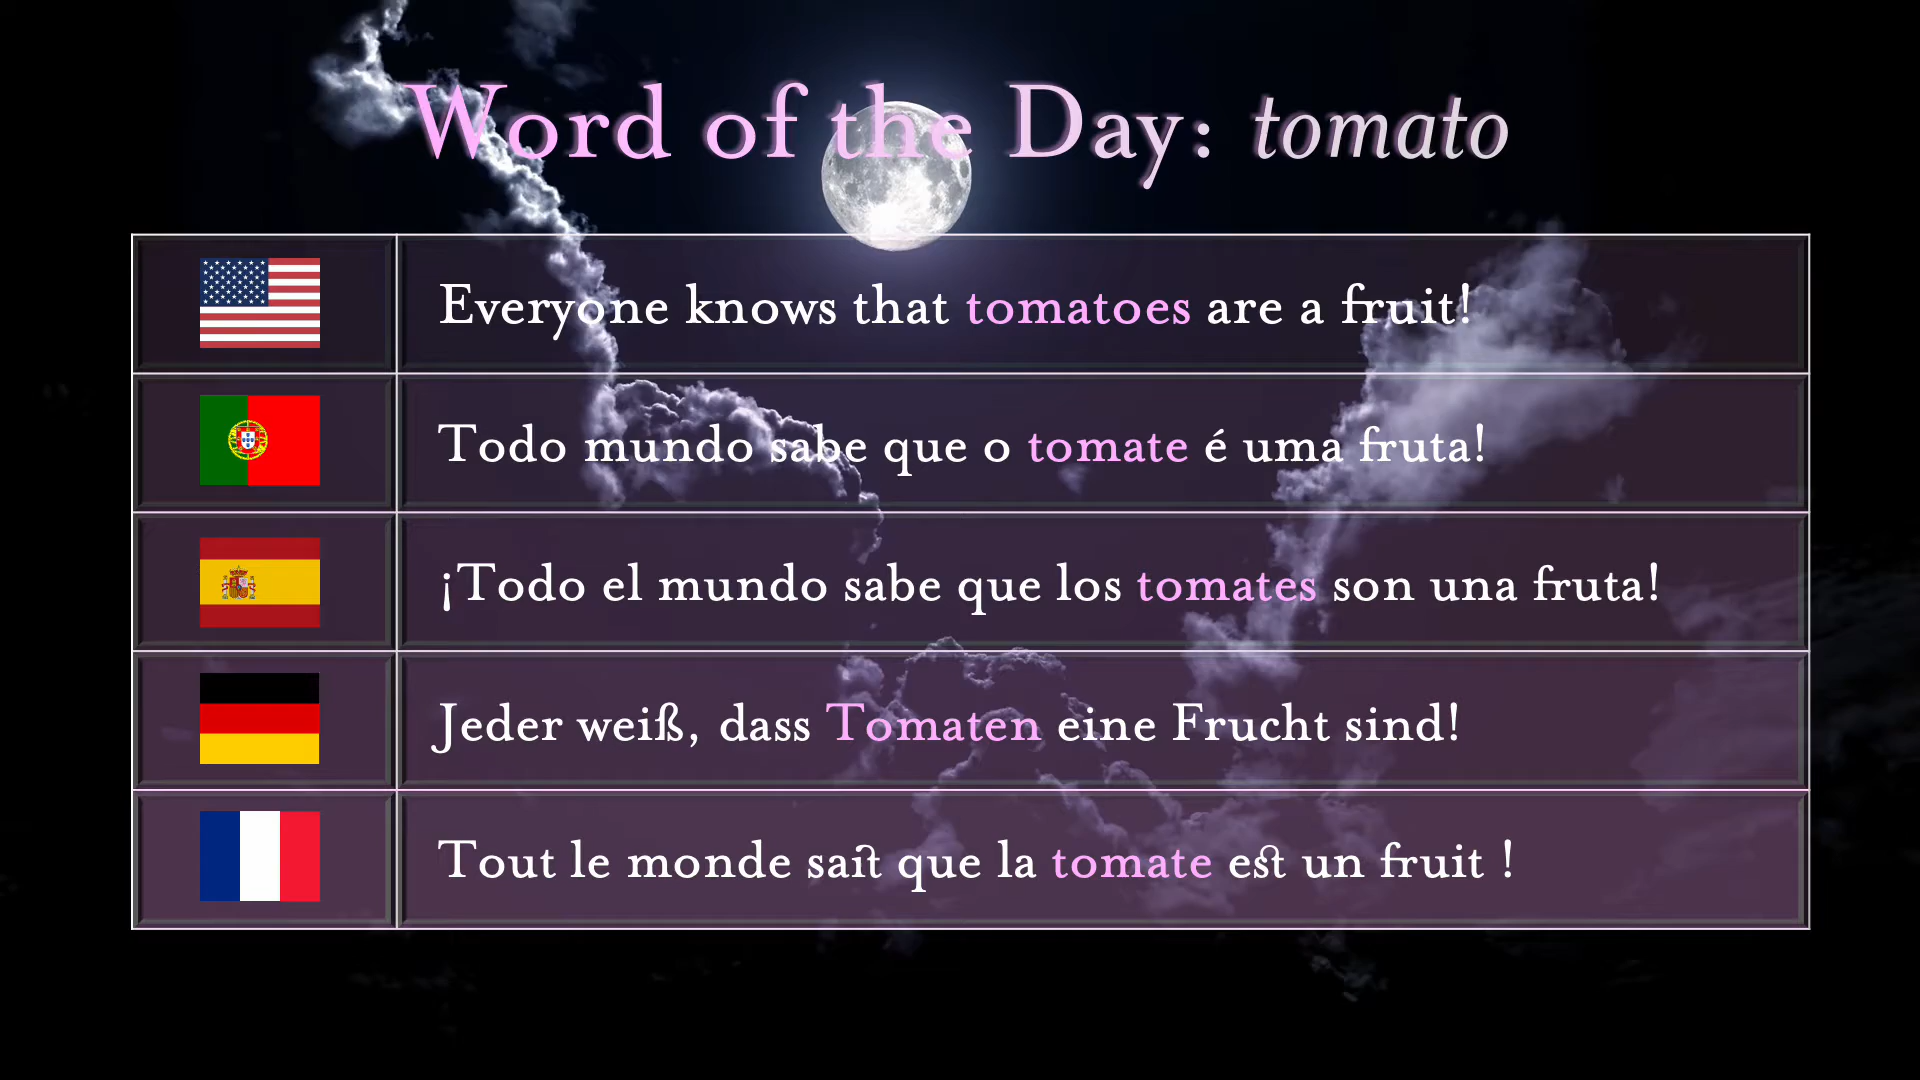 Word of the Day: tomato
Everyone knows that tomatoes are a fruit!
Todo mundo sabe que o tomate é uma fruta!
¡Todo el mundo sabe que los tomates son una fruta!
Jeder weiß, dass Tomaten eine Frucht sind!
Tout le monde sait que la tomate est un fruit !